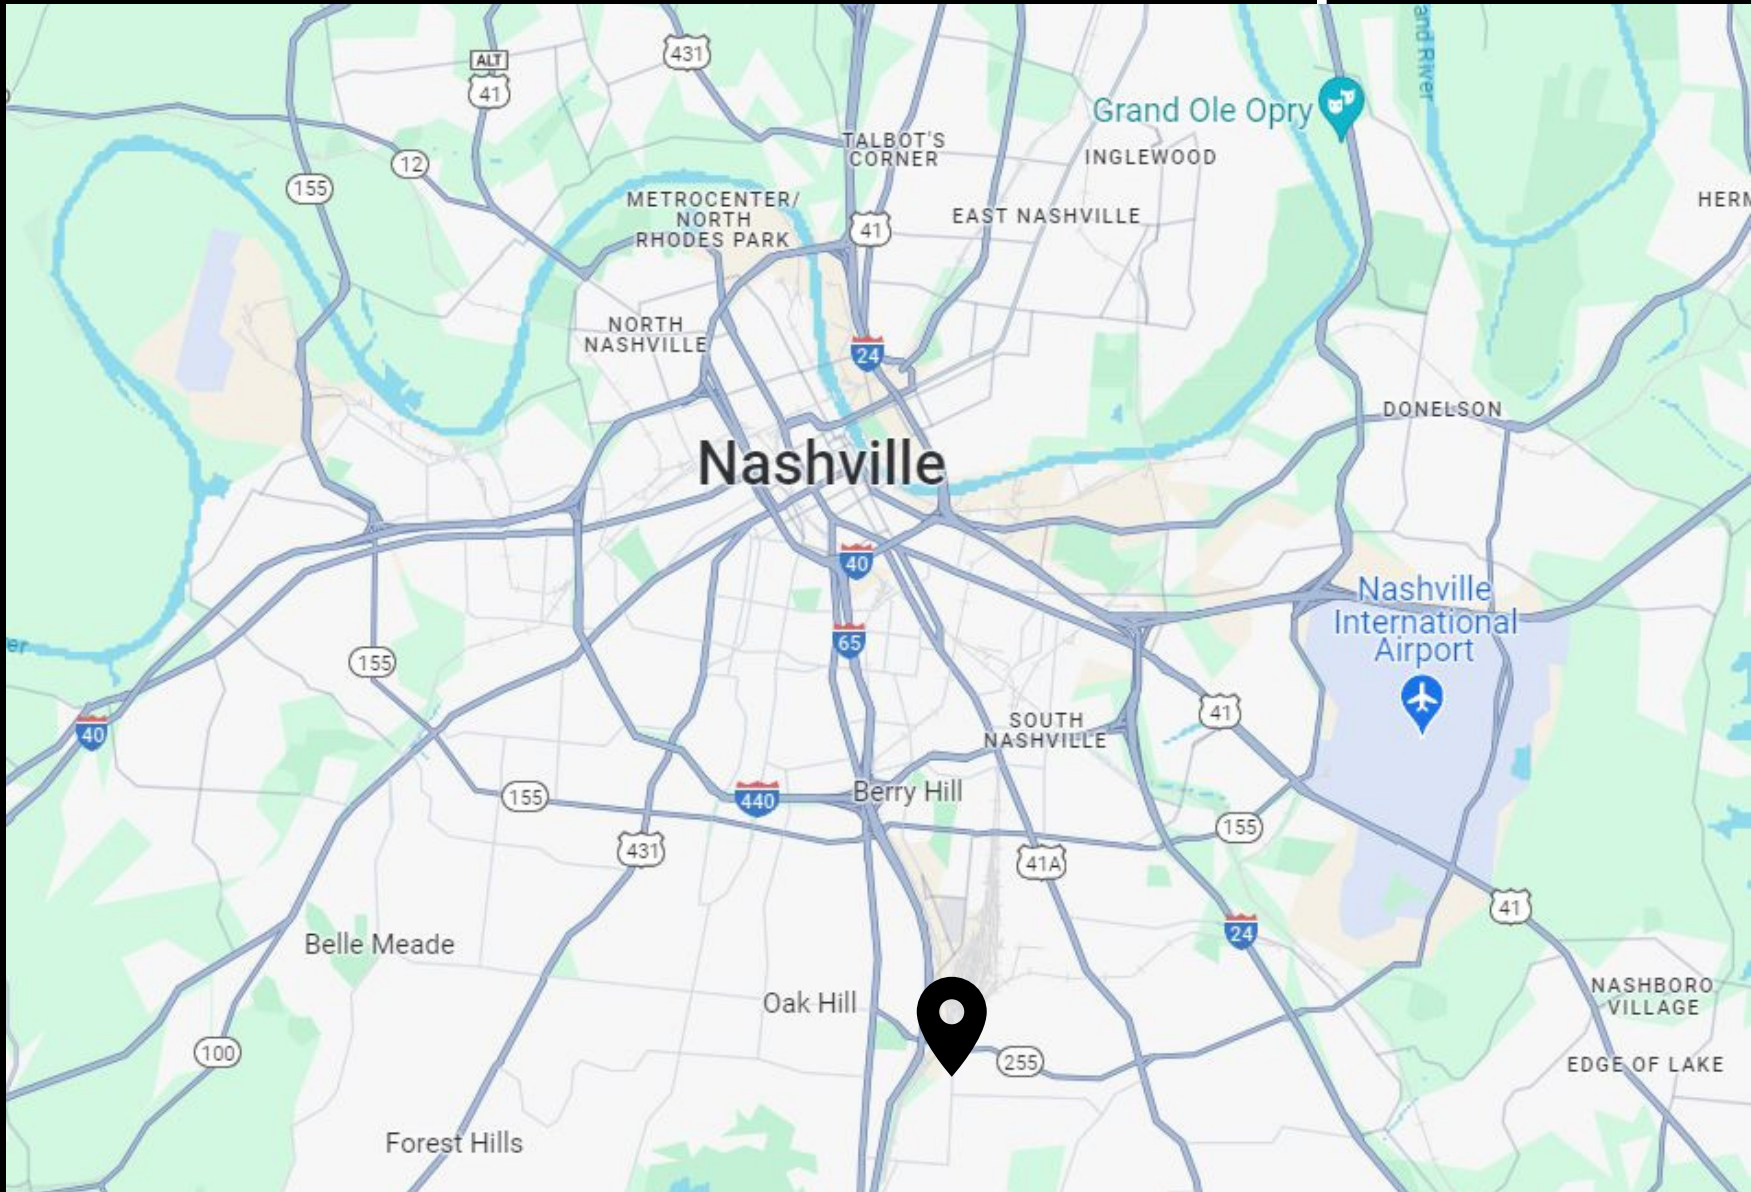 and River
431
ALT
41
Grand Ole Opry
TALBOT'S
CORNER
INGLEWOOD
12
155
METROCENTER/
NORTH
RHODES PARK
HERM
EAST NASHVILLE
41
NORTH
NASHVILLE
24
DONELSON
Nashville
40
Nashville
International
Airport
65
er
155
40
41
SOUTH
NASHVILLE
440
Berry Hill
155
155
431
41A
41
24
Belle Meade
NASHBORO
VILLAGE
Oak Hill
100
255
EDGE OF LAKE
Forest Hills